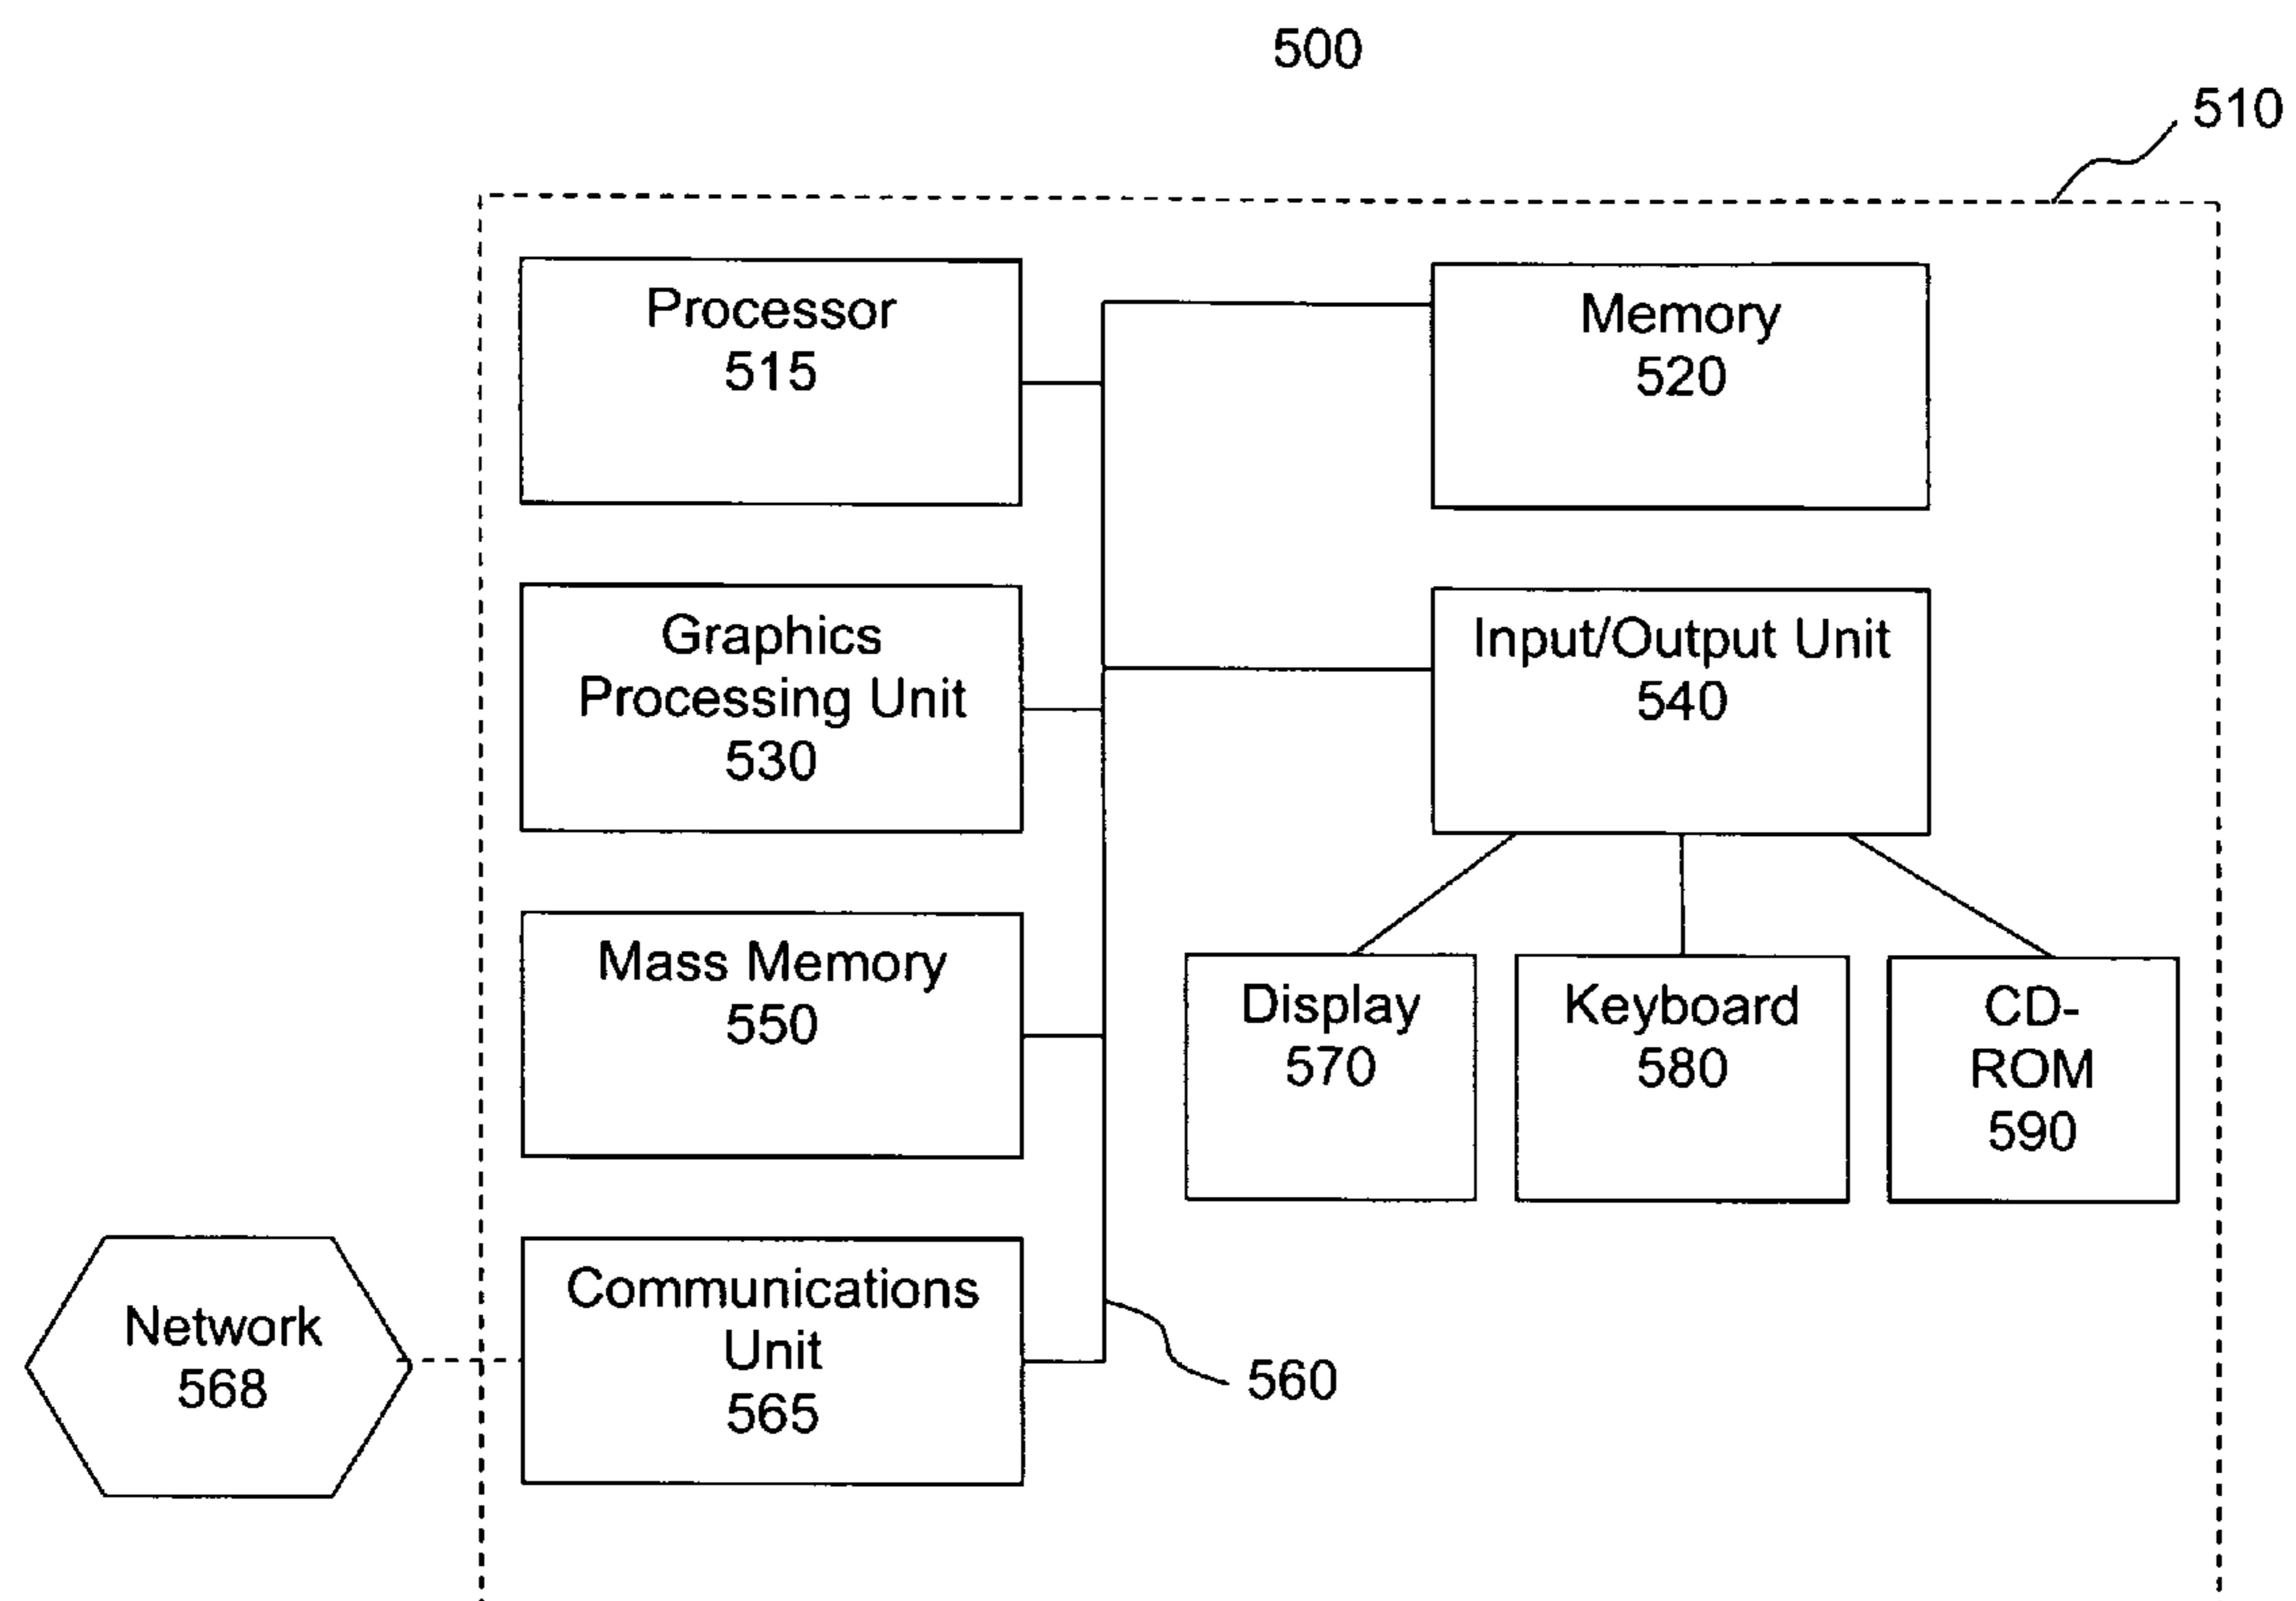 500
510
Processor
515
Memory
520
Graphics
Processing Unit
530
Input/Output Unit
540
Mass Memory
550
Display
570
Keyboard
580
CD-
ROM
590
Network
568
Communications
Unit
565
560